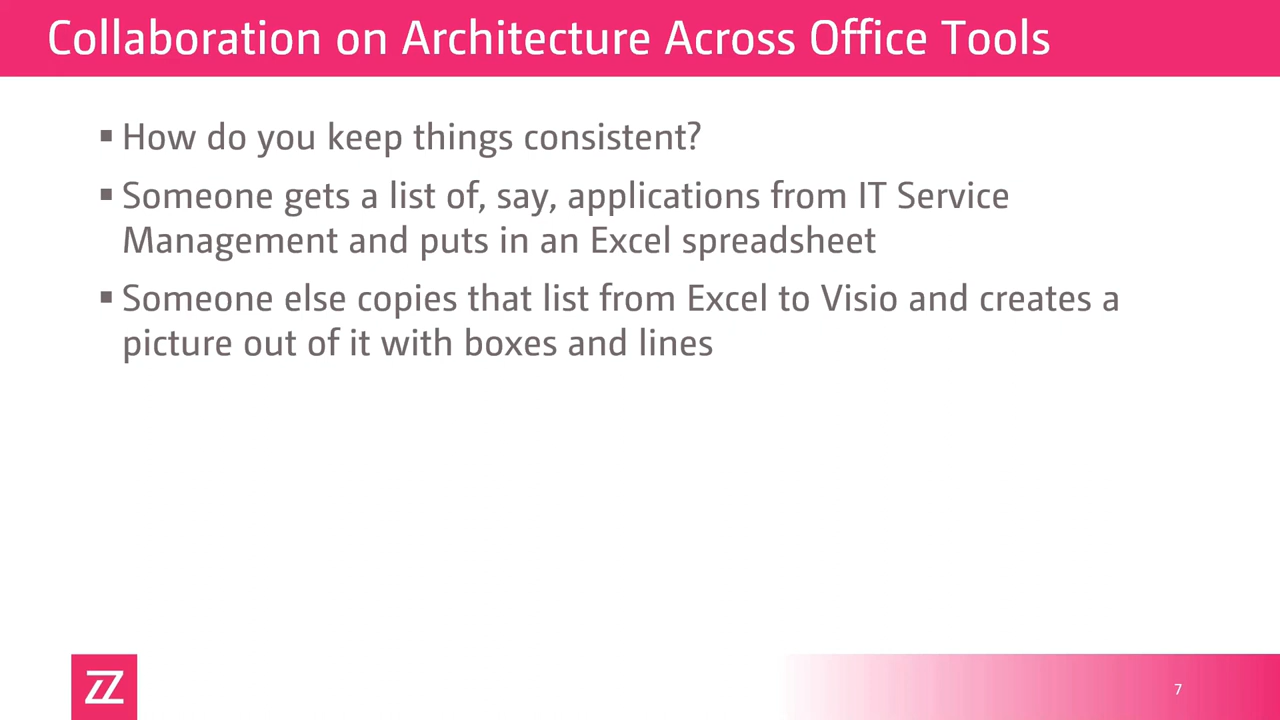 Collaboration on Architecture Across Office Tools
▪ How do you keep things consistent?
▪ Someone gets a list of, say, applications from IT Service
Management and puts in an Excel spreadsheet
▪ Someone else copies that list from Excel to Visio and creates a
picture out of it with boxes and lines
ZZ
7